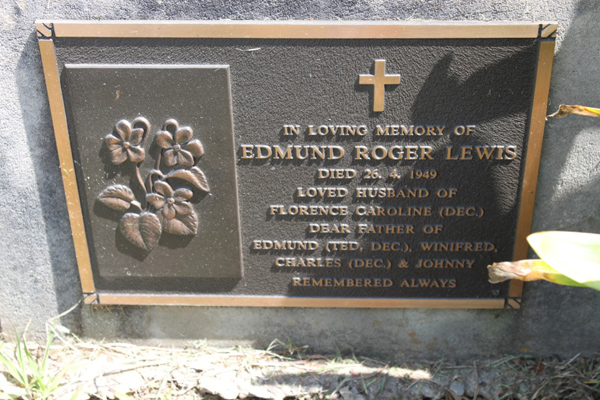 IN LOVING MEMORY OF
EDMUND ROGER LEWIS
DIED 26. 4. 1949
LOVED HUSBAND OF
FLORENCE CAROLINE (DEC.)
DEAR FATHER OF
EDMUND (TED, DEC.), WINIFRED,
CHARLES (DEC.) & JOHNNY
REMEMBERED ALWAYS